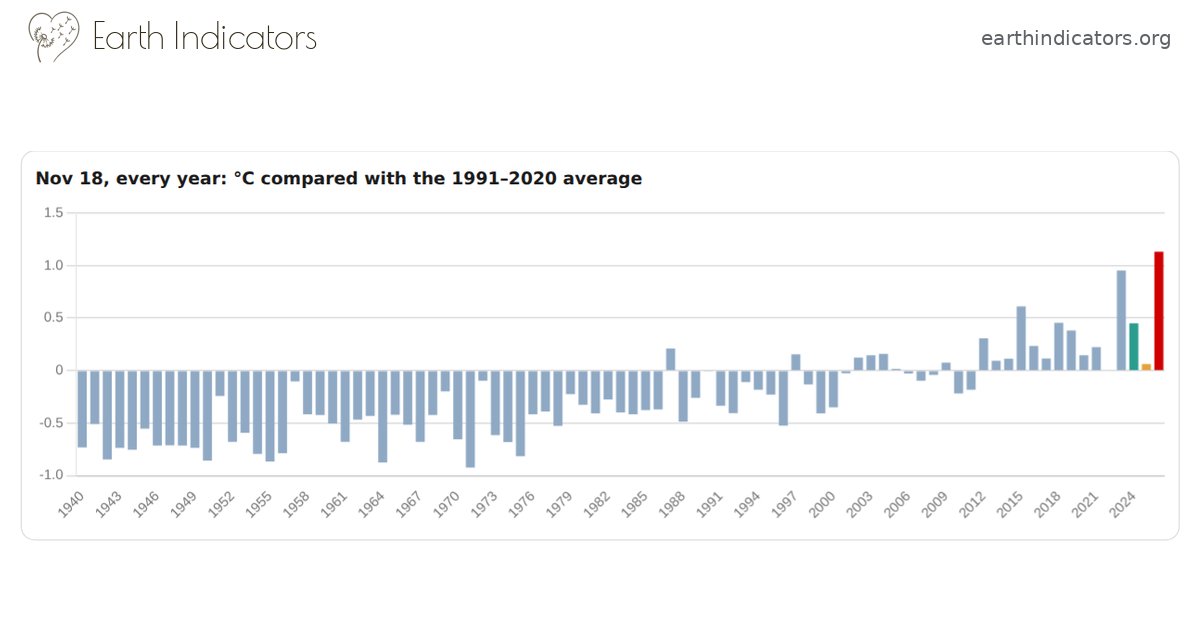 Earth Indicators
earthindicators.org
Nov 18, every year: °C compared with the 1991–2020 average
1.5
1.0
0.5
0
-0.5
-1.0
1940 1943 1946 1949 1952 1955 1958 1961 1964 1967 1970 1973 1976 1979 1982 1985 1988 1991 1994 1997 2000 2003 2006 2009 2012 2015 2018 2021 2024